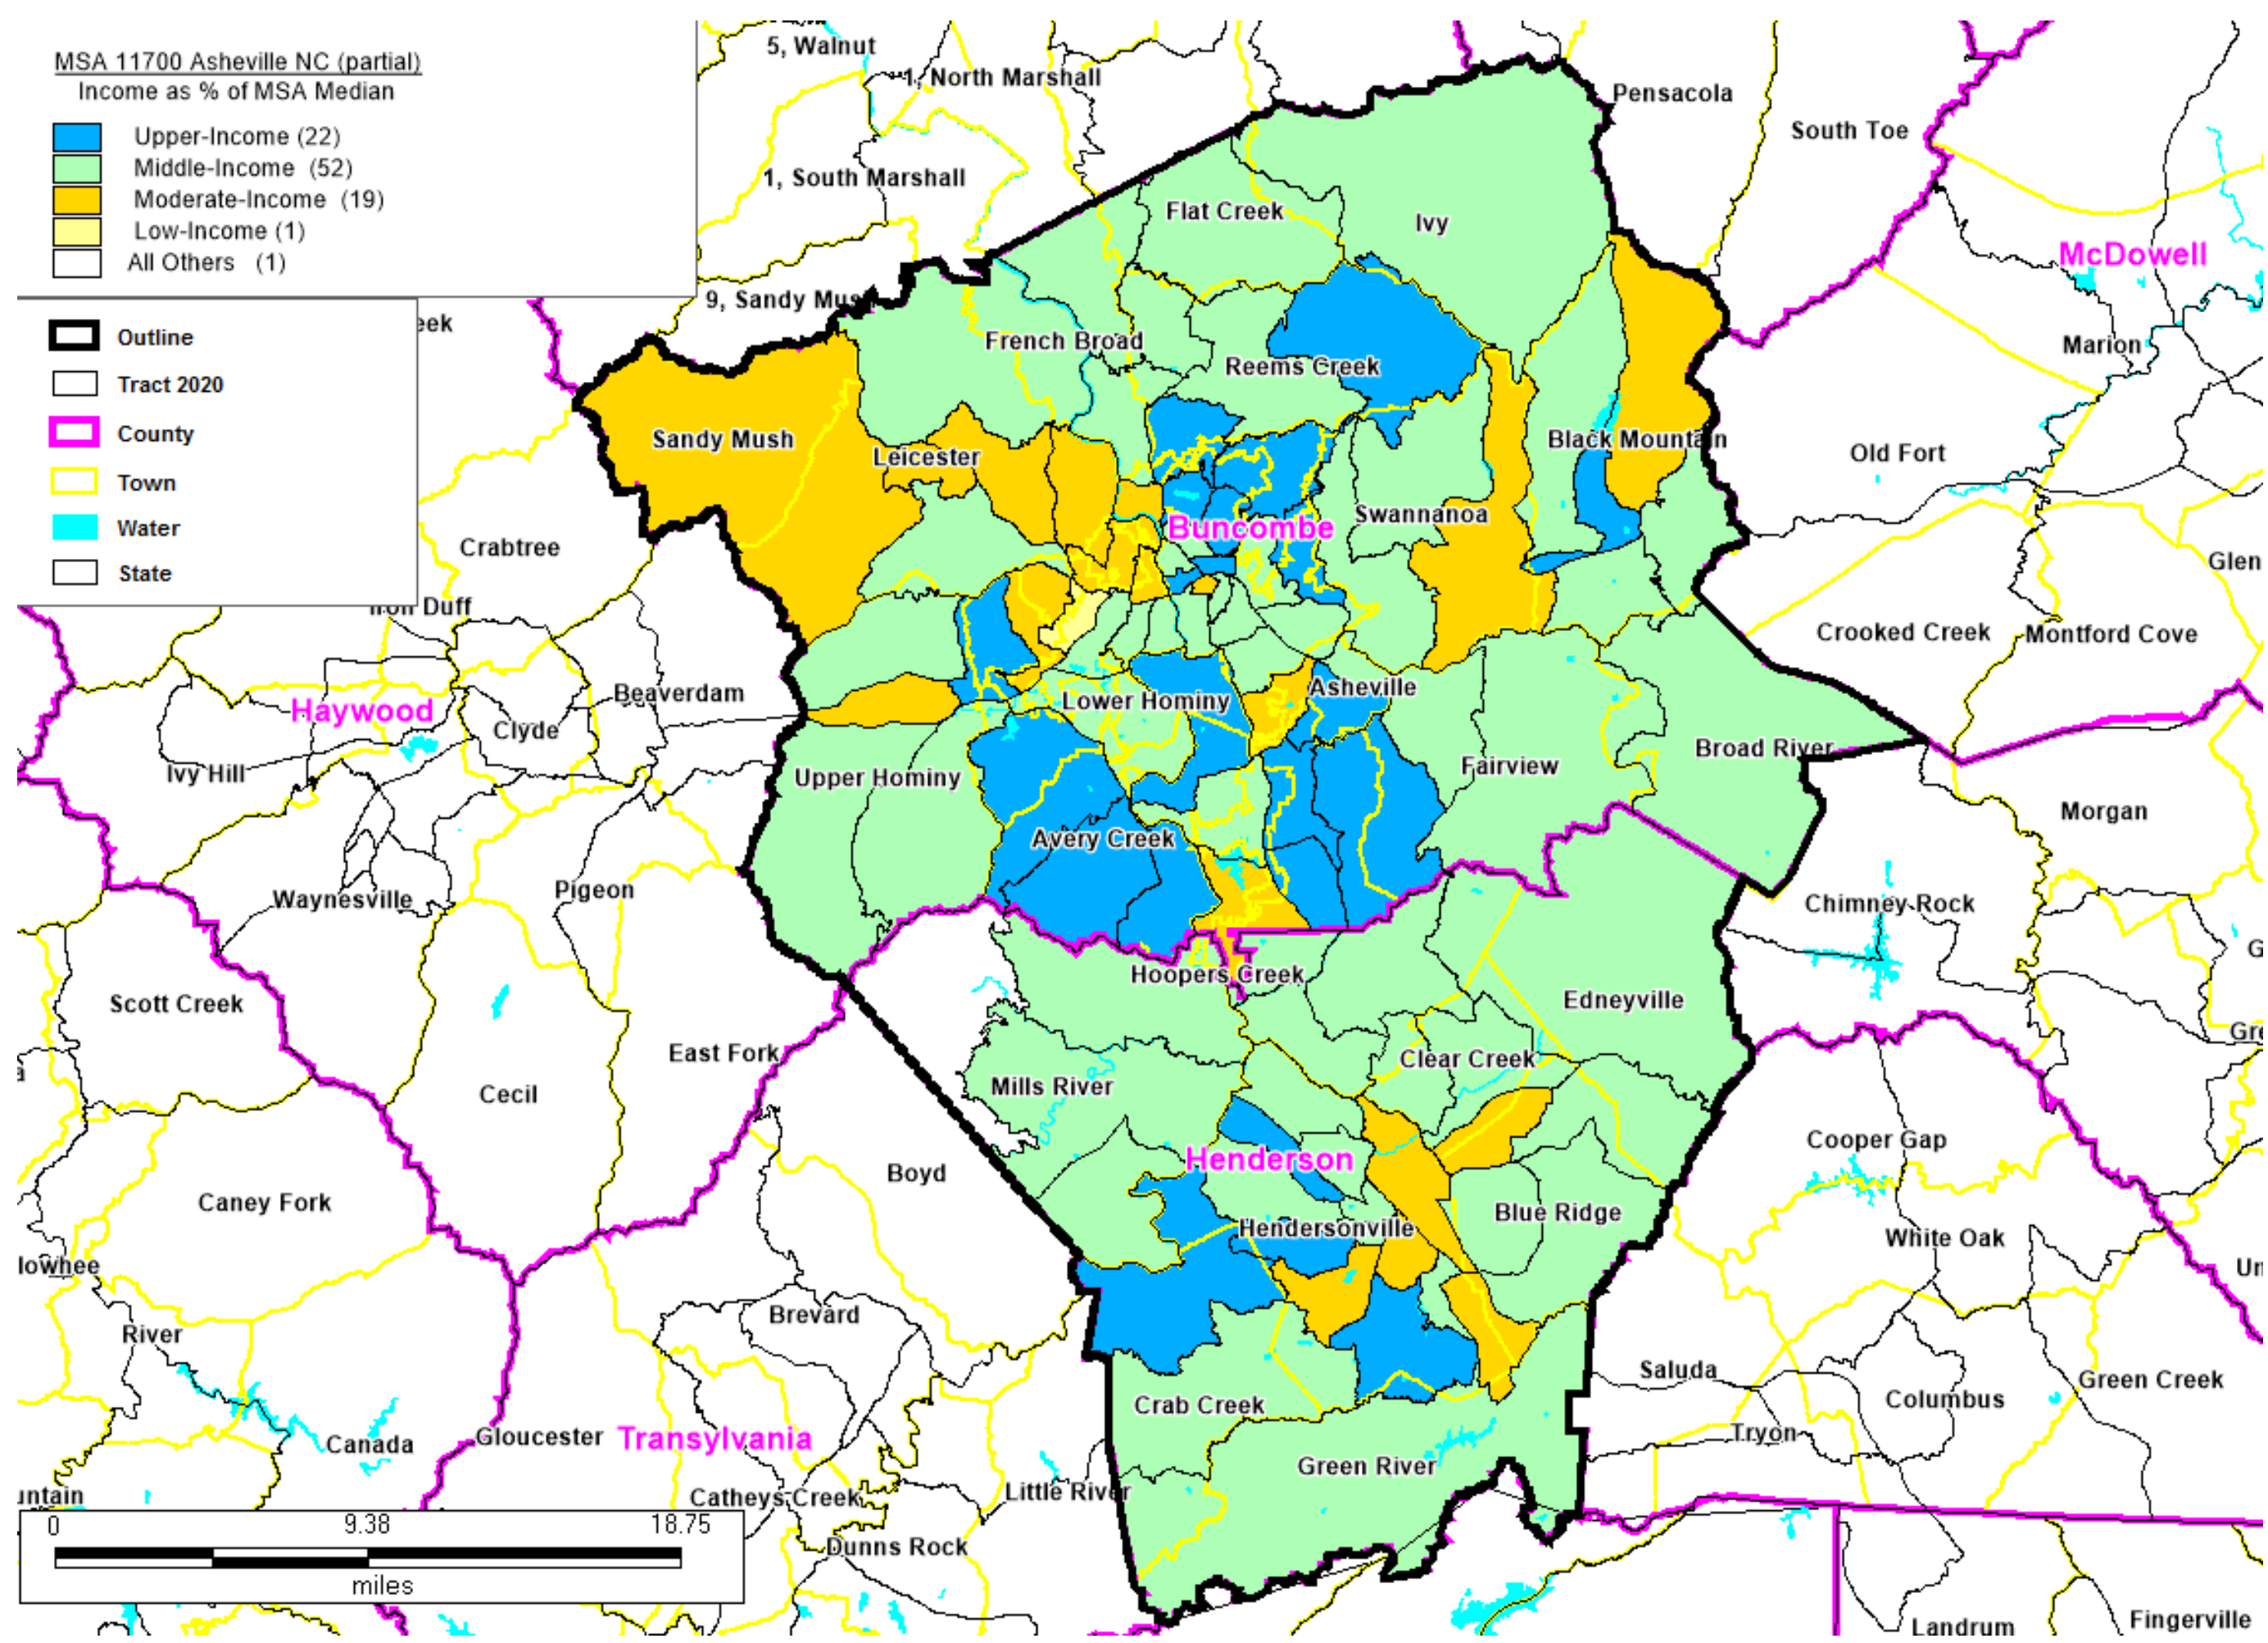 MSA 11700 Asheville NC (partial)
Income as % of MSA Median
Upper-Income (22)
Middle-Income (52)
Moderate-Income (19)
Low-Income (1)
All Others (1)
Outline
Tract 2020
County
Town
Water
State
5, Walnut
1, North Marshall
Pensacola
South Toe
1, South Marshall
Flat Creek
Ivy
McDowell
9, Sandy Mush
eek
French Broad
Marion
Reems Creek
Sandy Mush
Leicester
Black Mountain
Old Fort
Swannanoa
Buncombe
Crabtree
Glen
Iron Duff
Crooked Creek
Montford Cove
Beaverdam
Asheville
Lower Hominy
Haywood
Clyde
Broad River
Ivy Hill
Upper Hominy
Fairview
Morgan
Avery Creek
Pigeon
Waynesville
Chimney Rock
G
Hoopers Creek
Scott Creek
Edneyville
Gre
East Fork
Clear Creek
Mills River
Cecil
Cooper Gap
Henderson
Boyd
Caney Fork
Blue Ridge
Hendersonville
White Oak
lowhee
Un
Brevard
River
Saluda
Green Creek
Columbus
Crab Creek
Tryon
Canada
Gloucester
Transylvania
Green River
Little River
untain
Catheys Creek
0 9.38 18.75
miles
Dunns Rock
Landrum
Fingerville